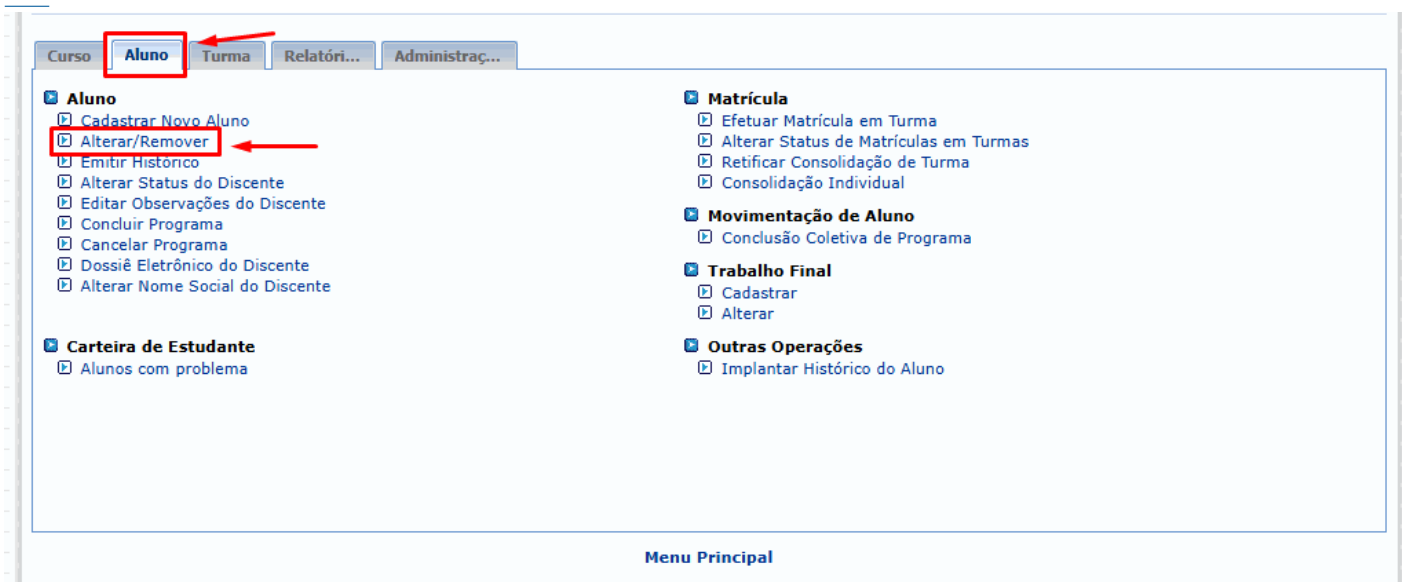 Curso Aluno Turma Relatóri... Administraç...
Aluno
Cadastrar Novo Aluno
Alterar/Remover
Emitir Histórico
Alterar Status do Discente
Editar Observações do Discente
Concluir Programa
Cancelar Programa
Dossiê Eletrônico do Discente
Alterar Nome Social do Discente
Carteira de Estudante
Alunos com problema
Matrícula
Efetuar Matrícula em Turma
Alterar Status de Matrículas em Turmas
Retificar Consolidação de Turma
Consolidação Individual
Movimentação de Aluno
Conclusão Coletiva de Programa
Trabalho Final
Cadastrar
Alterar
Outras Operações
Implantar Histórico do Aluno
Menu Principal